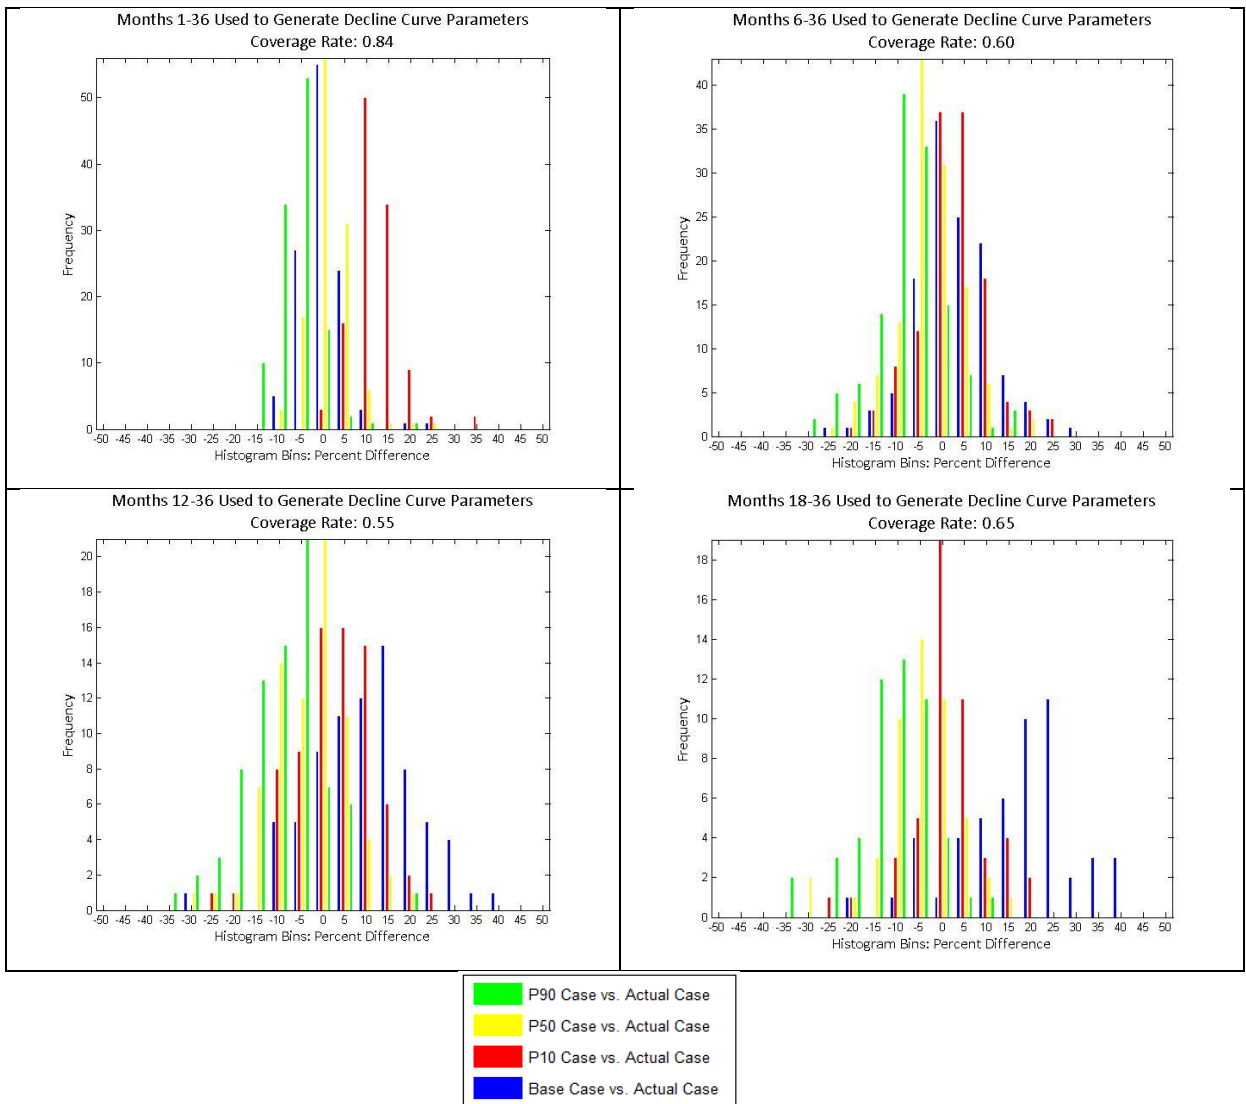 Months 1-36 Used to Generate Decline Curve Parameters
Coverage Rate: 0.84
50
40
30
20
10
0
Frequency
-50 -45 -40 -35 -30 -25 -20 -15 -10 -5 0 5 10 15 20 25 30 35 40 45 50
Histogram Bins: Percent Difference
Months 6-36 Used to Generate Decline Curve Parameters
Coverage Rate: 0.60
40
35
30
25
20
15
10
5
0
Frequency
-50 -45 -40 -35 -30 -25 -20 -15 -10 -5 0 5 10 15 20 25 30 35 40 45 50
Histogram Bins: Percent Difference
Months 12-36 Used to Generate Decline Curve Parameters
Coverage Rate: 0.55
20
18
16
14
12
10
8
6
4
2
0
Frequency
-50 -45 -40 -35 -30 -25 -20 -15 -10 -5 0 5 10 15 20 25 30 35 40 45 50
Histogram Bins: Percent Difference
Months 18-36 Used to Generate Decline Curve Parameters
Coverage Rate: 0.65
18
16
14
12
10
8
6
4
2
0
Frequency
-50 -45 -40 -35 -30 -25 -20 -15 -10 -5 0 5 10 15 20 25 30 35 40 45 50
Histogram Bins: Percent Difference
P90 Case vs. Actual Case
P50 Case vs. Actual Case
P10 Case vs. Actual Case
Base Case vs. Actual Case